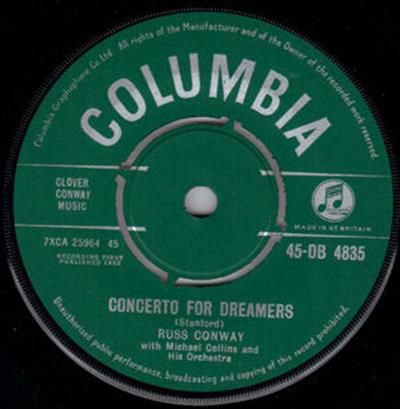 Columbia Graphophone Co Ltd. All rights of the Manufacturer and of the Owner of the recorded work reserved.
COLUMBIA
CLOVER
CONWAY
MUSIC
MADE IN GT. BRITAIN
7XCA 25964 45
45-DB 4835
RECORDING FIRST
PUBLISHED 1962
CONCERTO FOR DREAMERS
(Stanford)
RUSS CONWAY
with Michael Collins and
His Orchestra
Unauthorised public performance, broadcasting and copying of this recording prohibited.